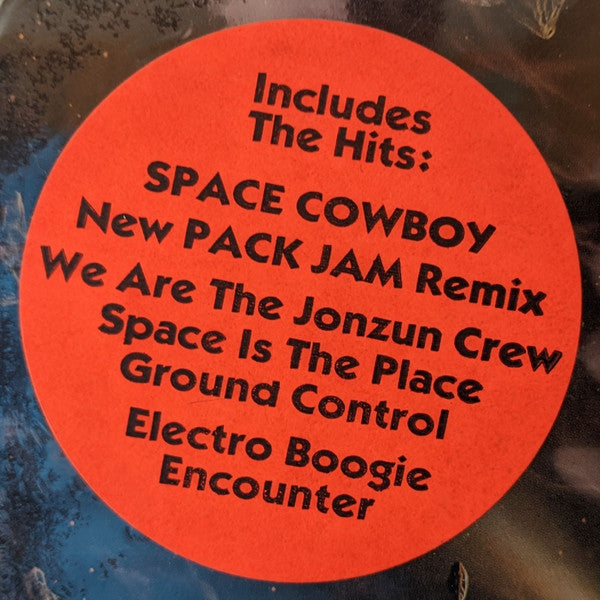 Includes
The Hits:
SPACE COWBOY
New PACK JAM Remix
We Are The Jonzun Crew
Space Is The Place
Ground Control
Electro Boogie
Encounter